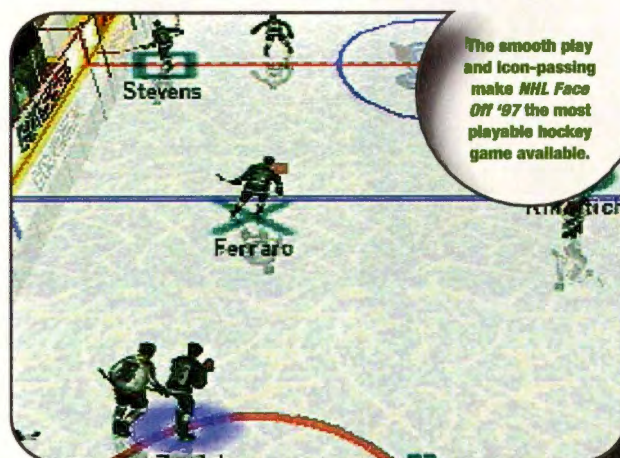 The smooth play
and icon-passing
make NHL Face
Off '97 the most
playable hockey
game available.
Stevens
Ferraro